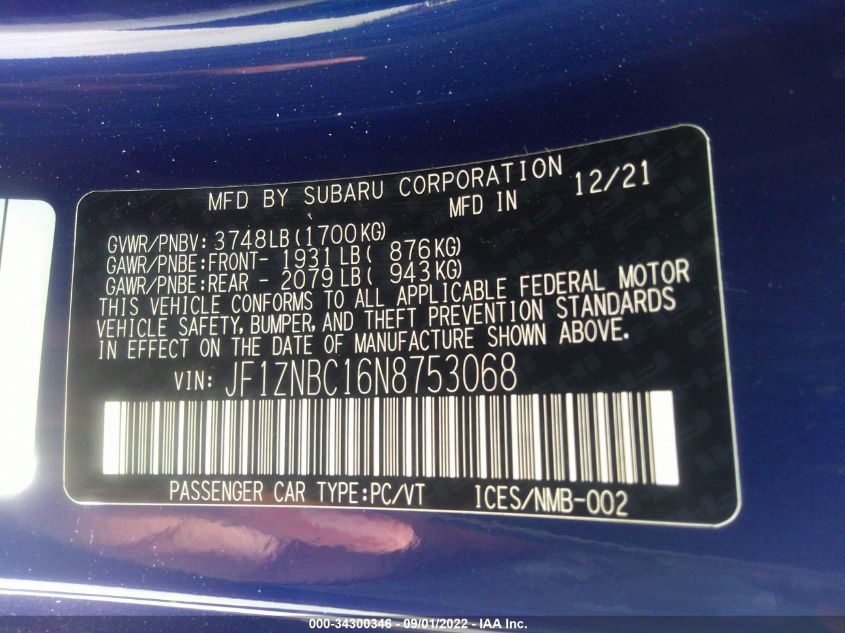 MFD BY SUBARU CORPORATION
MFD IN 12/21
GVWR/PNBV: 3748LB(1700KG)
GAWR/PNBE:FRONT- 1931LB( 876KG)
GAWR/PNBE:REAR - 2079LB( 943KG)
THIS VEHICLE CONFORMS TO ALL APPLICABLE FEDERAL MOTOR
VEHICLE SAFETY, BUMPER, AND THEFT PREVENTION STANDARDS
IN EFFECT ON THE DATE OF MANUFACTURE SHOWN ABOVE.
VIN: JF1ZNBC16N8753068
PASSENGER CAR TYPE:PC/VT ICES/NMB-002
000-34300346 - 09/01/2022 - IAA Inc.